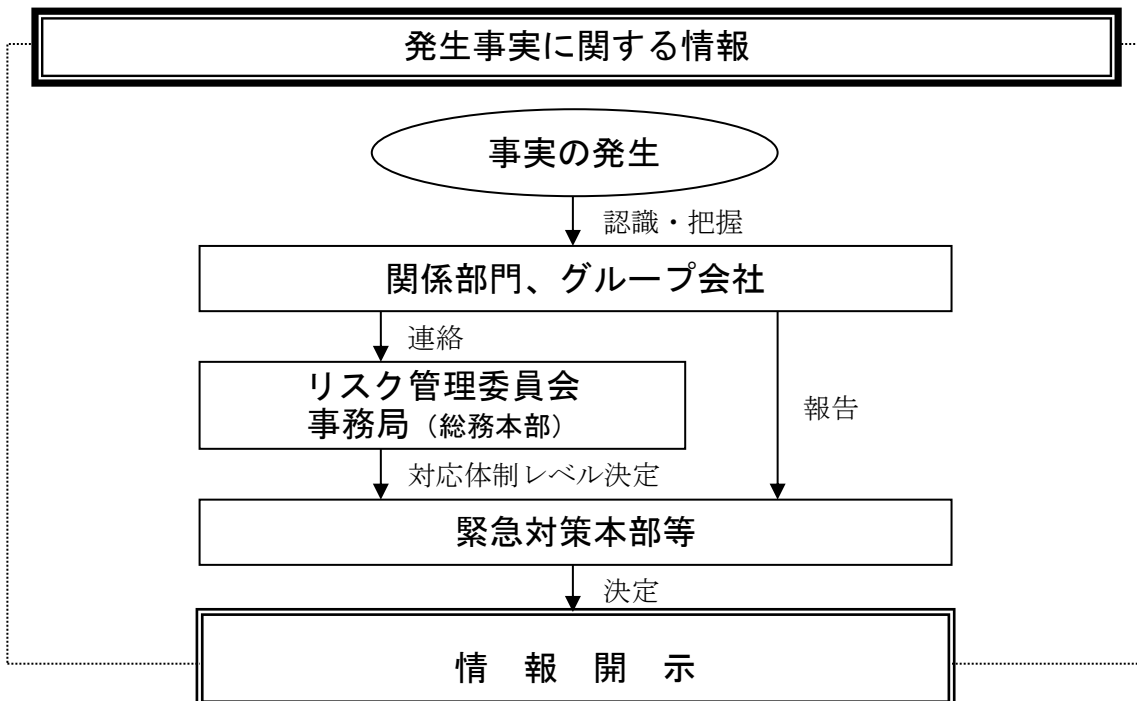 発生事実に関する情報
事実の発生
認識・把握
関係部門、グループ会社
連絡
リスク管理委員会
事務局（総務本部）
報告
対応体制レベル決定
緊急対策本部等
決定
情　報　開　示